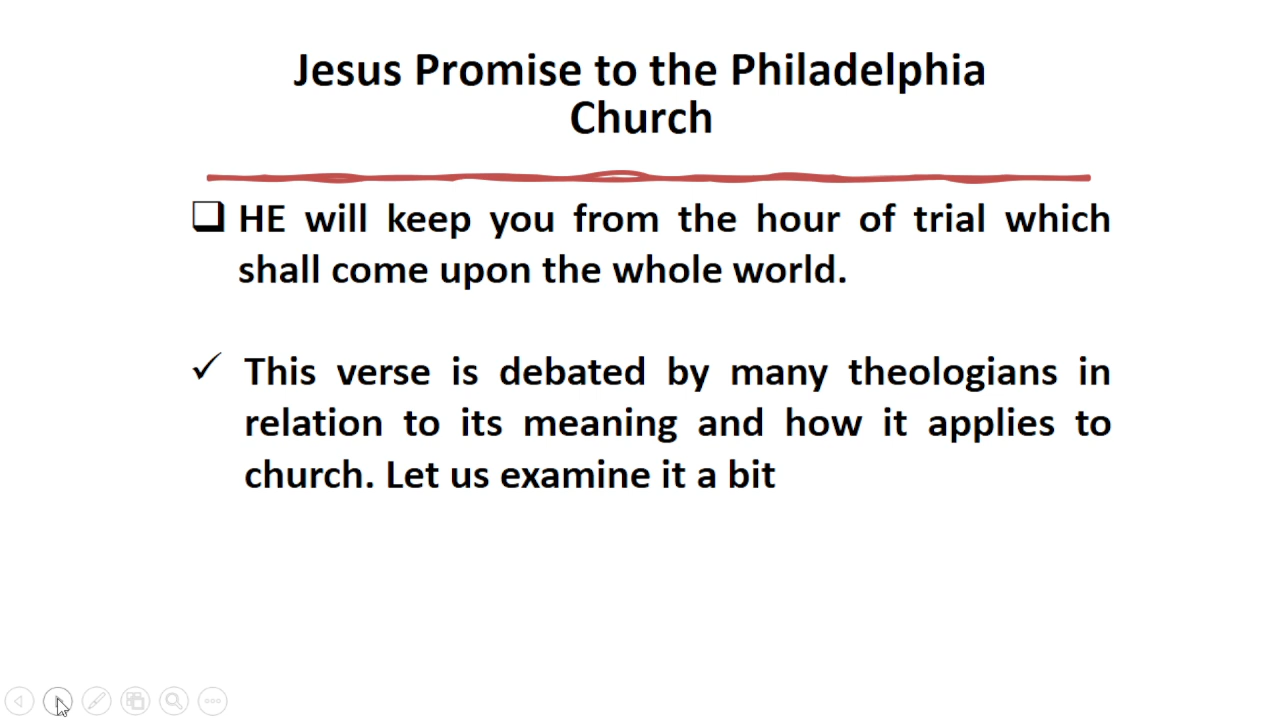 Jesus Promise to the Philadelphia
Church
HE will keep you from the hour of trial which
shall come upon the whole world.
This verse is debated by many theologians in
relation to its meaning and how it applies to
church. Let us examine it a bit